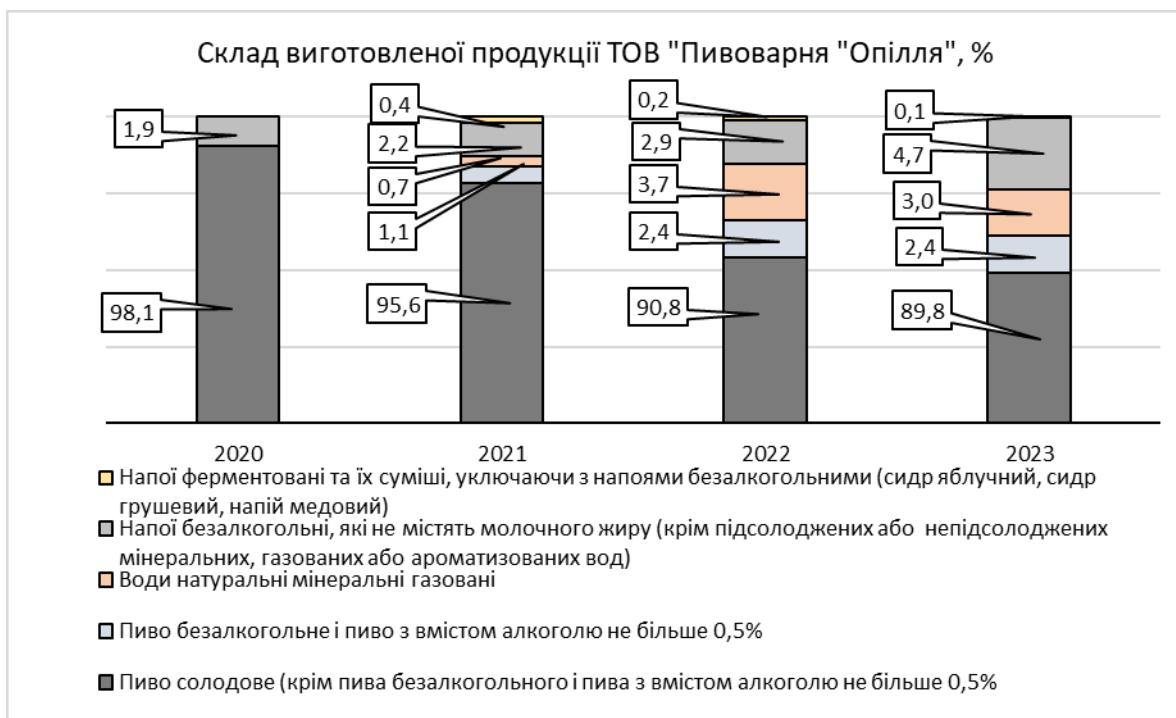 Склад виготовленої продукції ТОВ "Пивоварня "Опілля", %
1,9
98,1
0,4
2,2
0,7
1,1
95,6
0,2
2,9
3,7
2,4
90,8
0,1
4,7
3,0
2,4
89,8
2020 2021 2022 2023
Напої ферментовані та їх суміші, уключаючи з напоями безалкогольними (сидр яблучний, сидр
грушевий, напій медовий)
Напої безалкогольні, які не містять молочного жиру (крім підсолоджених або непідсолоджених
мінеральних, газованих або ароматизованих вод)
Води натуральні мінеральні газовані
Пиво безалкогольне і пиво з вмістом алкоголю не більше 0,5%
Пиво солодове (крім пива безалкогольного і пива з вмістом алкоголю не більше 0,5%